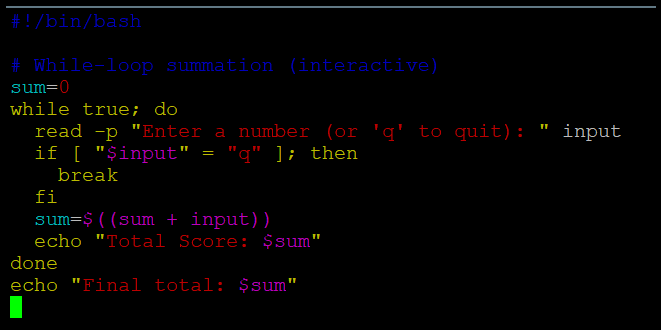 #!/bin/bash

# While-loop summation (interactive)
sum=0
while true; do
  read -p "Enter a number (or 'q' to quit): " input
  if [ "$input" = "q" ]; then
    break
  fi
  sum=$((sum + input))
  echo "Total Score: $sum"
done
echo "Final total: $sum"